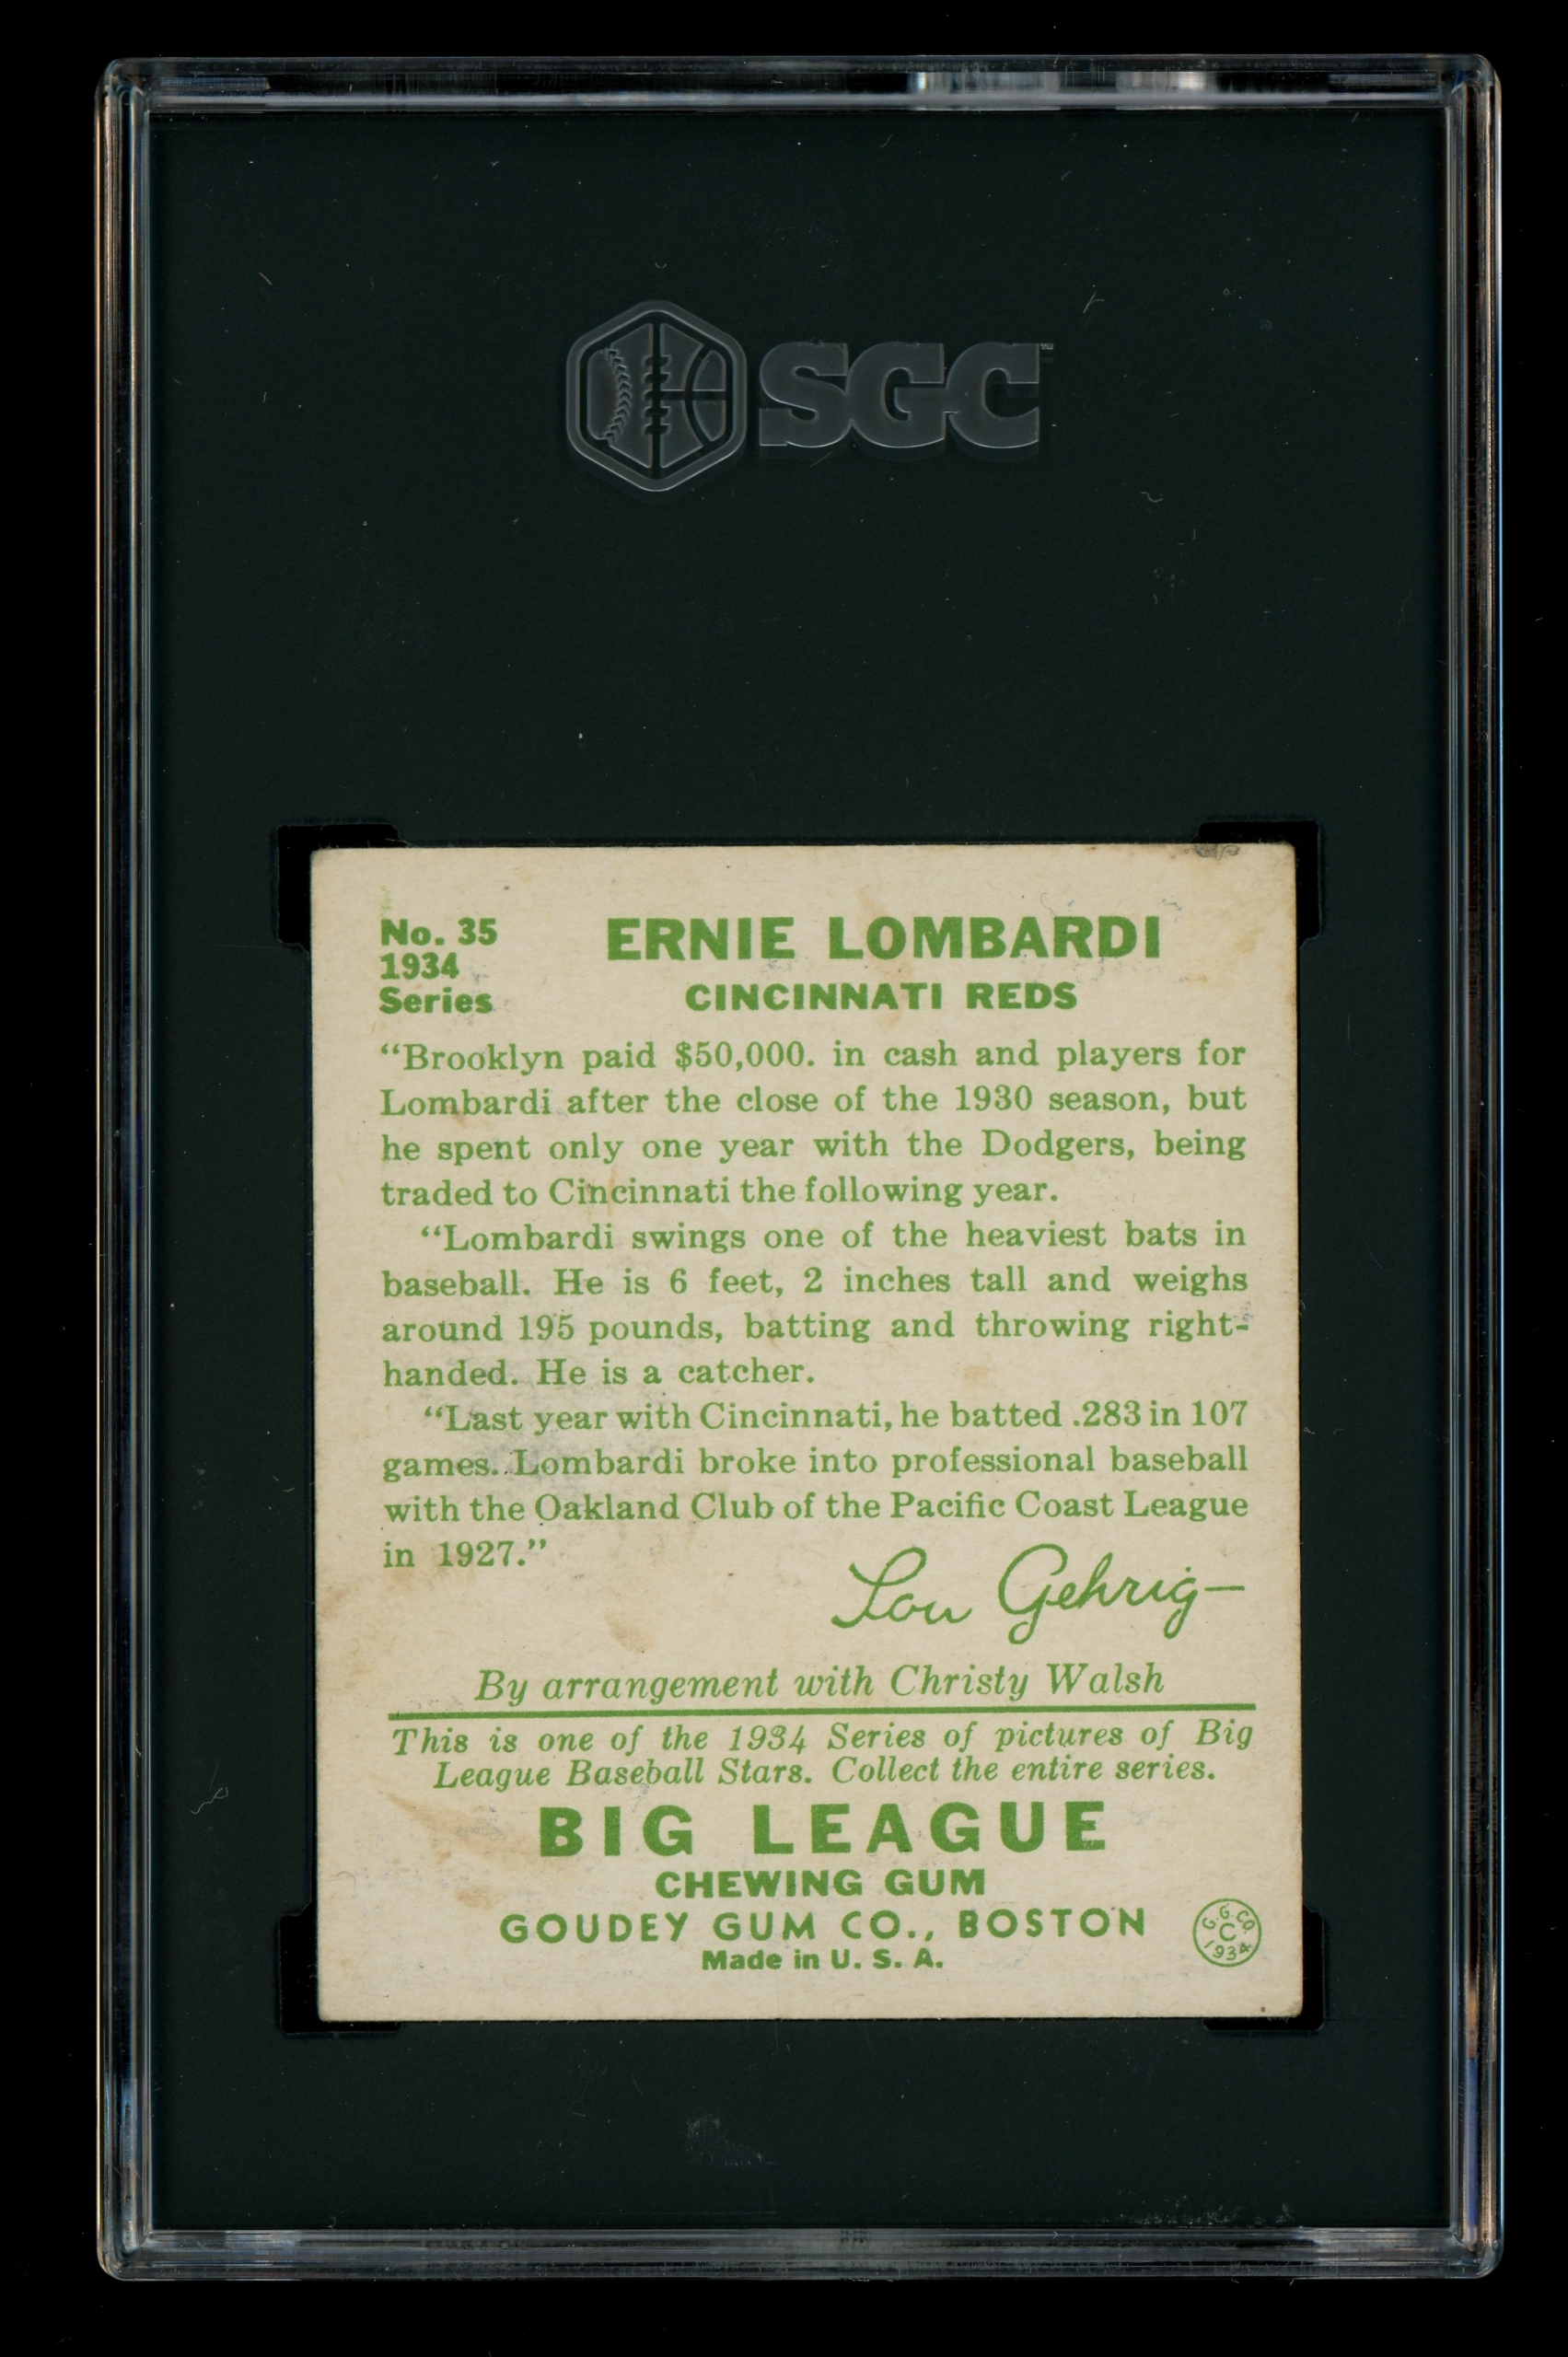 SGC
No. 35
1934
Series
ERNIE LOMBARDI
CINCINNATI REDS
“Brooklyn paid $50,000. in cash and players for
Lombardi after the close of the 1930 season, but
he spent only one year with the Dodgers, being
traded to Cincinnati the following year.
“Lombardi swings one of the heaviest bats in
baseball. He is 6 feet, 2 inches tall and weighs
around 195 pounds, batting and throwing right-
handed. He is a catcher.
“Last year with Cincinnati, he batted .283 in 107
games. Lombardi broke into professional baseball
with the Oakland Club of the Pacific Coast League
in 1927.”
Lou Gehrig—
By arrangement with Christy Walsh
This is one of the 1934 Series of pictures of Big
League Baseball Stars. Collect the entire series.
BIG LEAGUE
CHEWING GUM
GOUDEY GUM CO., BOSTON
Made in U. S. A.
G. G. CO.
C
1934